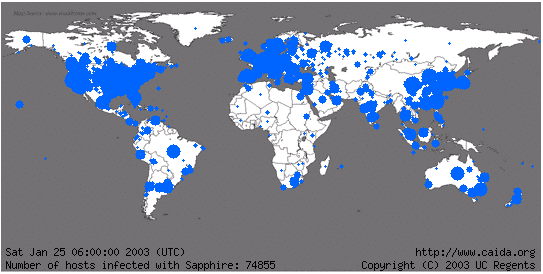 Sat Jan 25 06:00:00 2003 (UTC)
Number of hosts infected with Sapphire: 74855
http://www.caida.org
Copyright (C) 2003 UC Regents